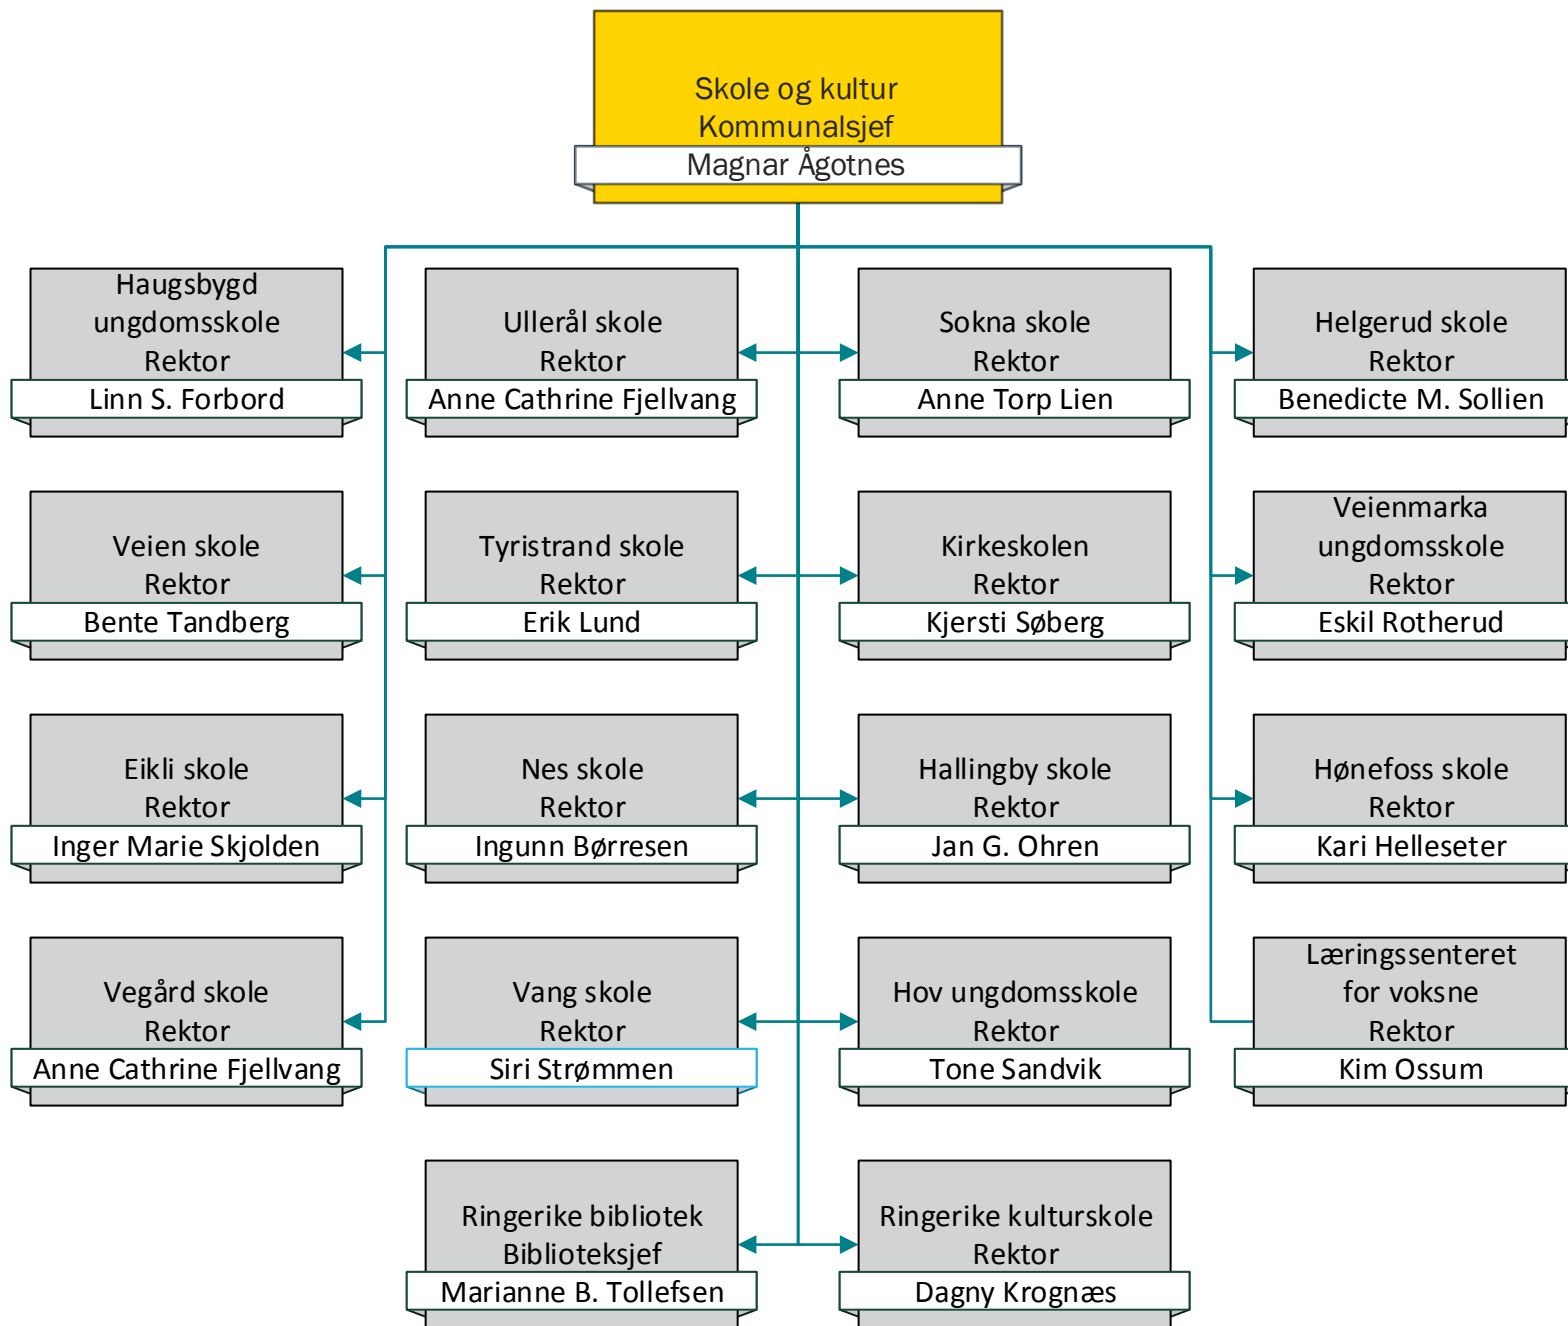 Skole og kultur
Kommunalsjef
Magnar Ågotnes
Haugsbygd
ungdomsskole
Rektor
Linn S. Forbord
Ullerål skole
Rektor
Anne Cathrine Fjellvang
Sokna skole
Rektor
Anne Torp Lien
Helgerud skole
Rektor
Benedicte M. Sollien
Veien skole
Rektor
Bente Tandberg
Tyristrand skole
Rektor
Erik Lund
Kirkeskolen
Rektor
Kjersti Søberg
Veienmarka
ungdomsskole
Rektor
Eskil Rotherud
Eikli skole
Rektor
Inger Marie Skjolden
Nes skole
Rektor
Ingunn Børresen
Hallingby skole
Rektor
Jan G. Ohren
Hønefoss skole
Rektor
Kari Helleseter
Vegård skole
Rektor
Anne Cathrine Fjellvang
Vang skole
Rektor
Siri Strømmen
Hov ungdomsskole
Rektor
Tone Sandvik
Læringssenteret
for voksne
Rektor
Kim Ossum
Ringerike bibliotek
Biblioteksjef
Marianne B. Tollefsen
Ringerike kulturskole
Rektor
Dagny Krognæs